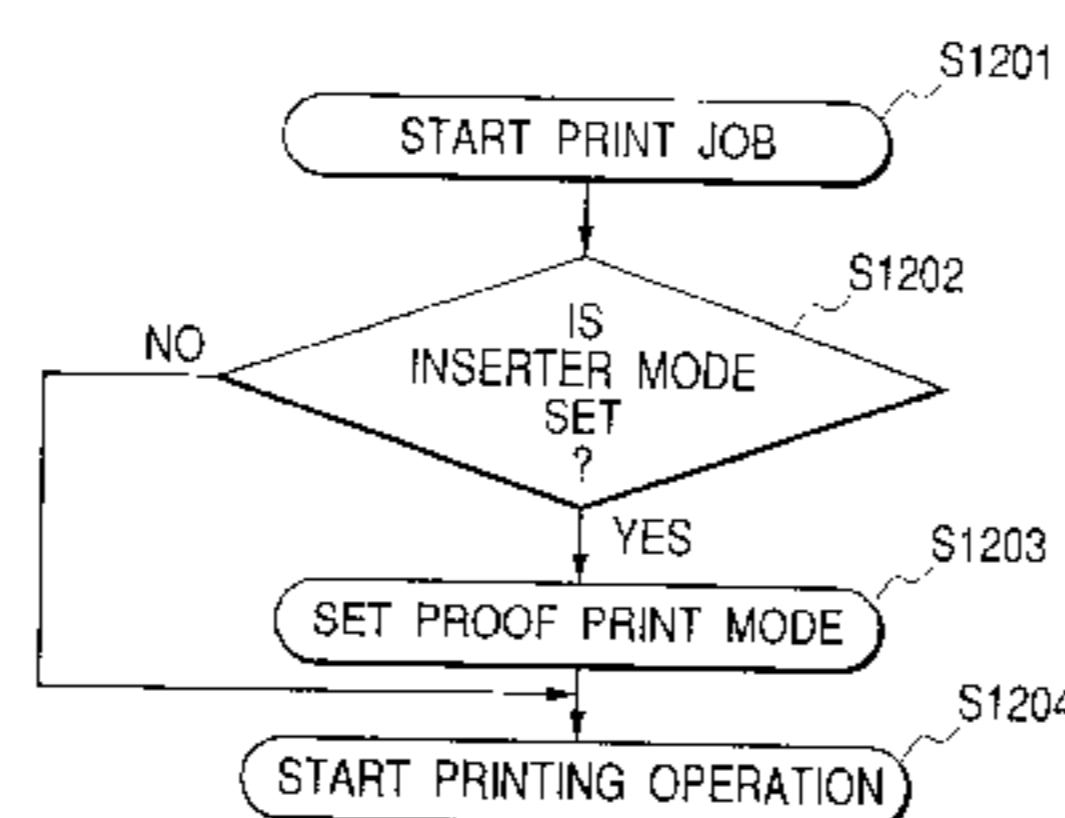 S1201
START PRINT JOB
S1202
NO
IS
INSERTER MODE
SET
?
YES
S1203
SET PROOF PRINT MODE
S1204
START PRINTING OPERATION